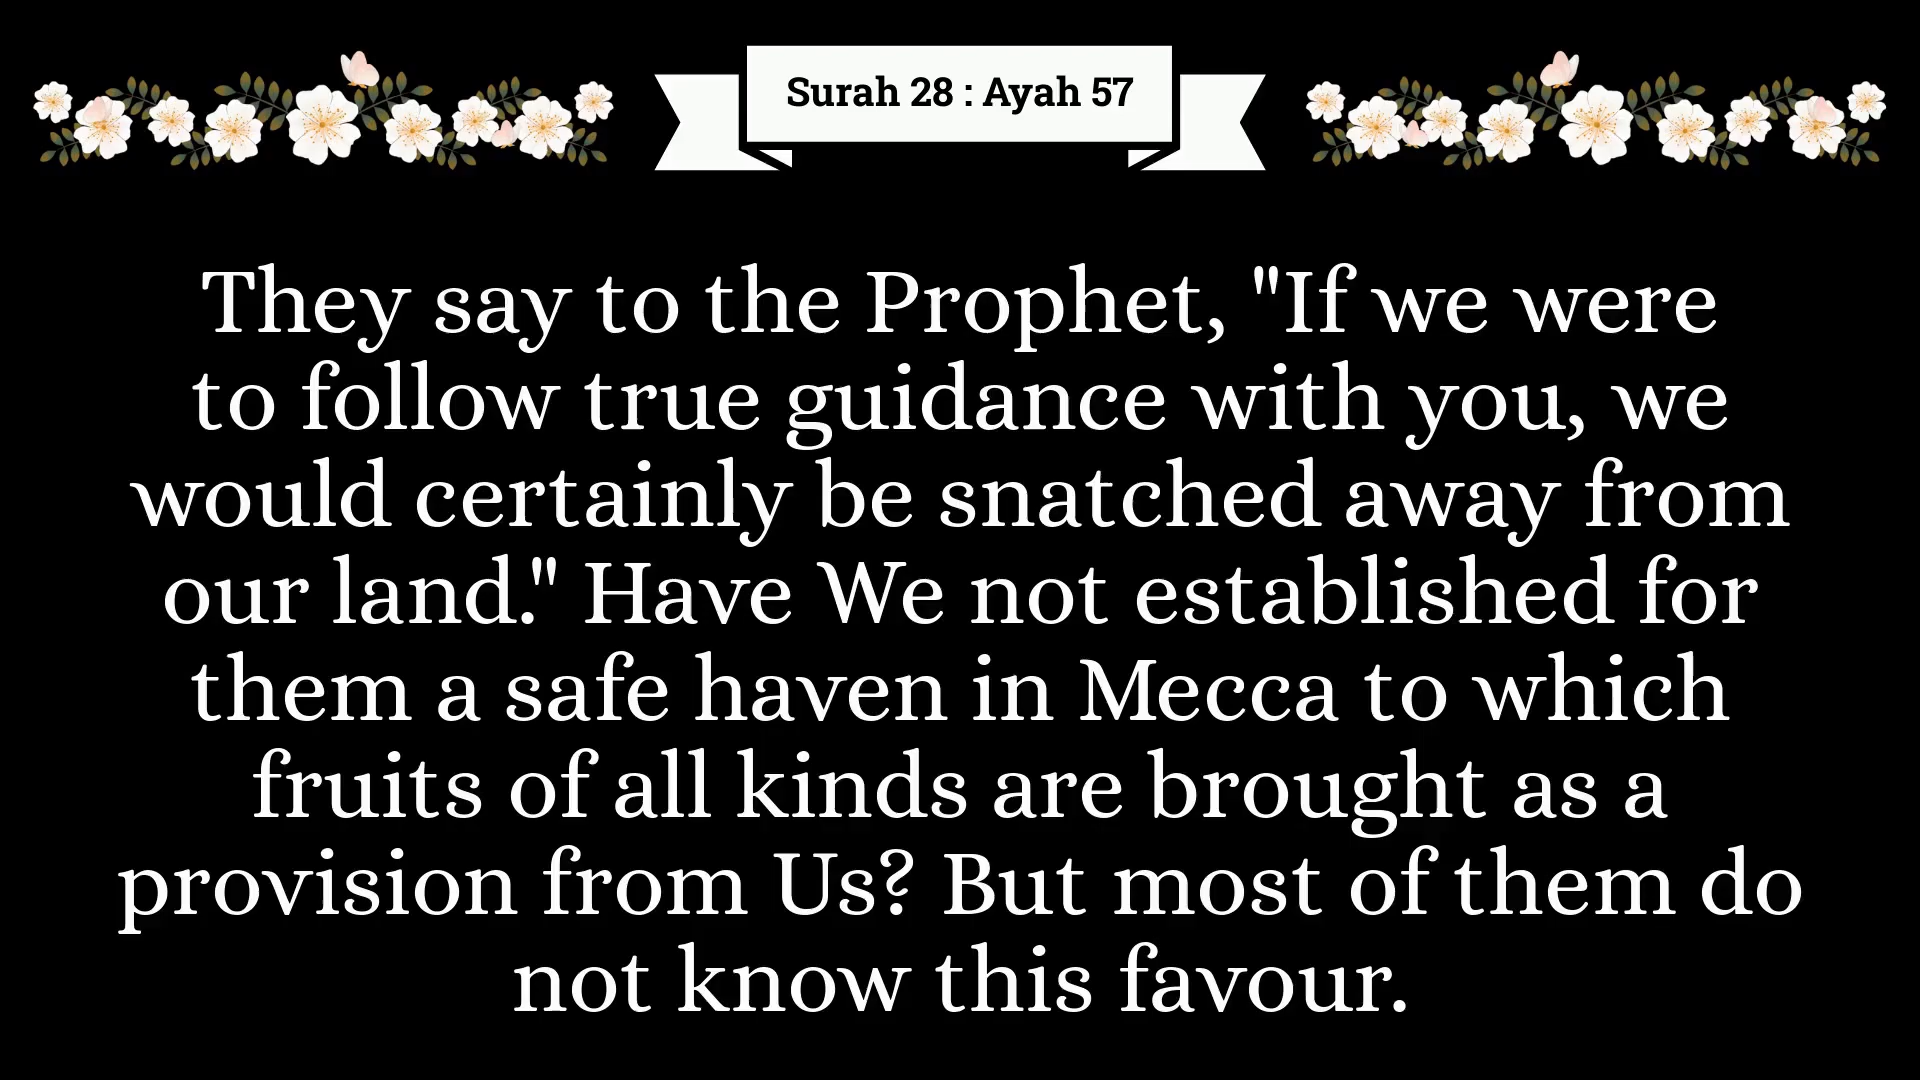 Surah 28 : Ayah 57
They say to the Prophet, "If we were
to follow true guidance with you, we
would certainly be snatched away from
our land." Have We not established for
them a safe haven in Mecca to which
fruits of all kinds are brought as a
provision from Us? But most of them do
not know this favour.